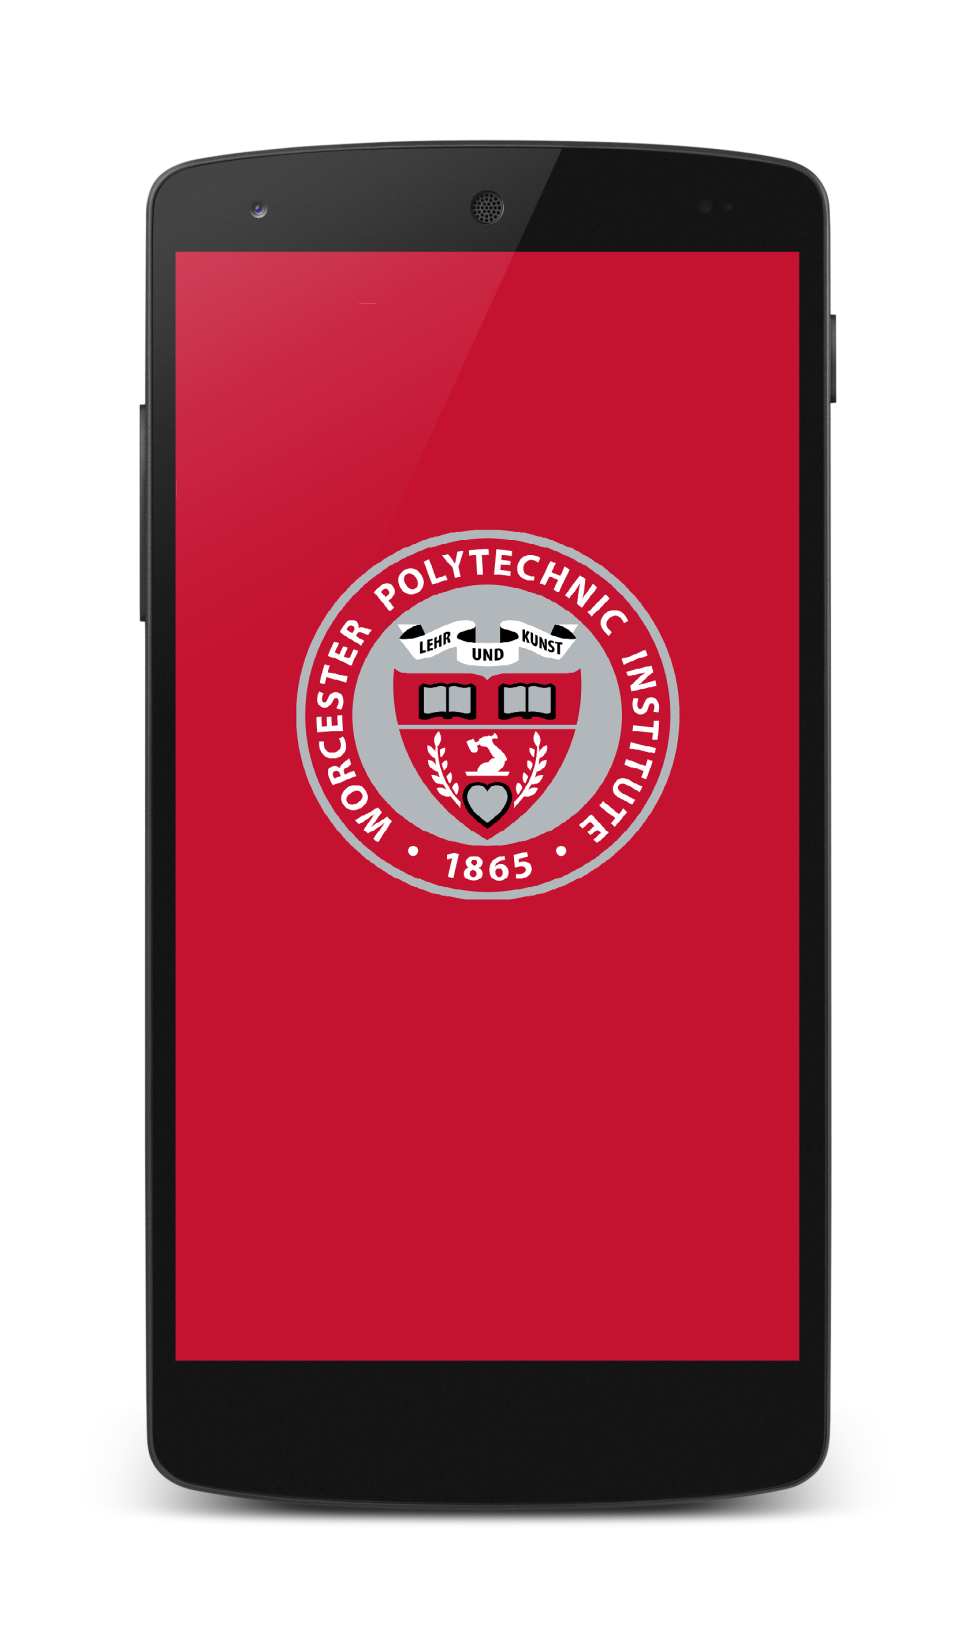 WORCESTER POLYTECHNIC INSTITUTE
LEHR UND KUNST
1865